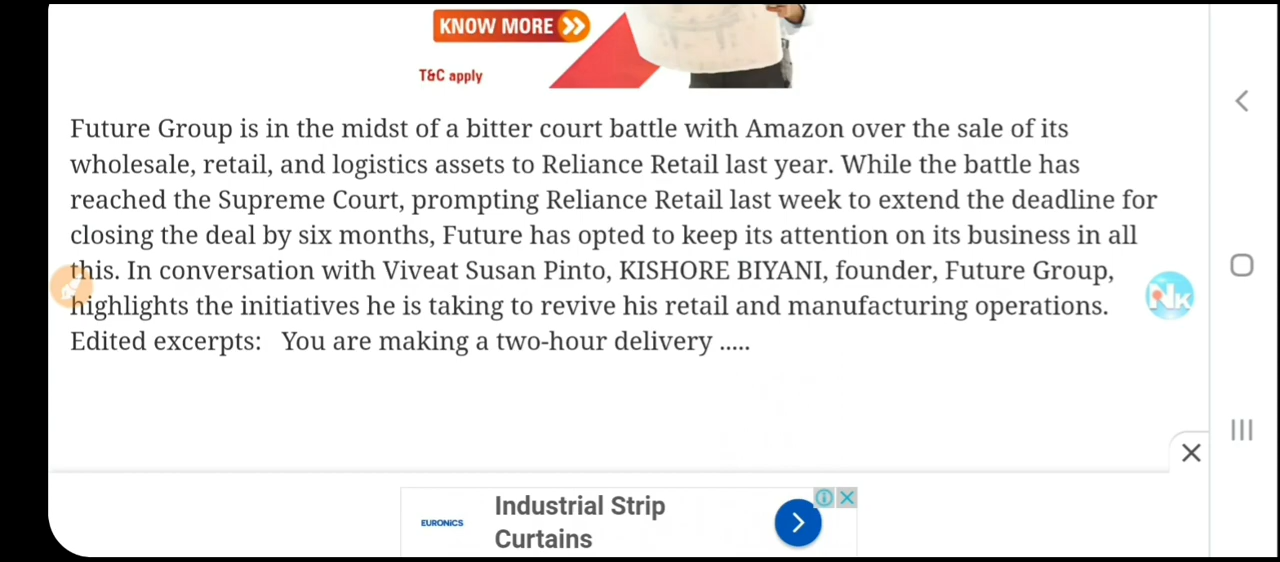 KNOW MORE
T&C apply
Future Group is in the midst of a bitter court battle with Amazon over the sale of its
wholesale, retail, and logistics assets to Reliance Retail last year. While the battle has
reached the Supreme Court, prompting Reliance Retail last week to extend the deadline for
closing the deal by six months, Future has opted to keep its attention on its business in all
this. In conversation with Viveat Susan Pinto, KISHORE BIYANI, founder, Future Group,
highlights the initiatives he is taking to revive his retail and manufacturing operations.
Edited excerpts: You are making a two-hour delivery .....
NK
Industrial Strip
EURONICS
Curtains